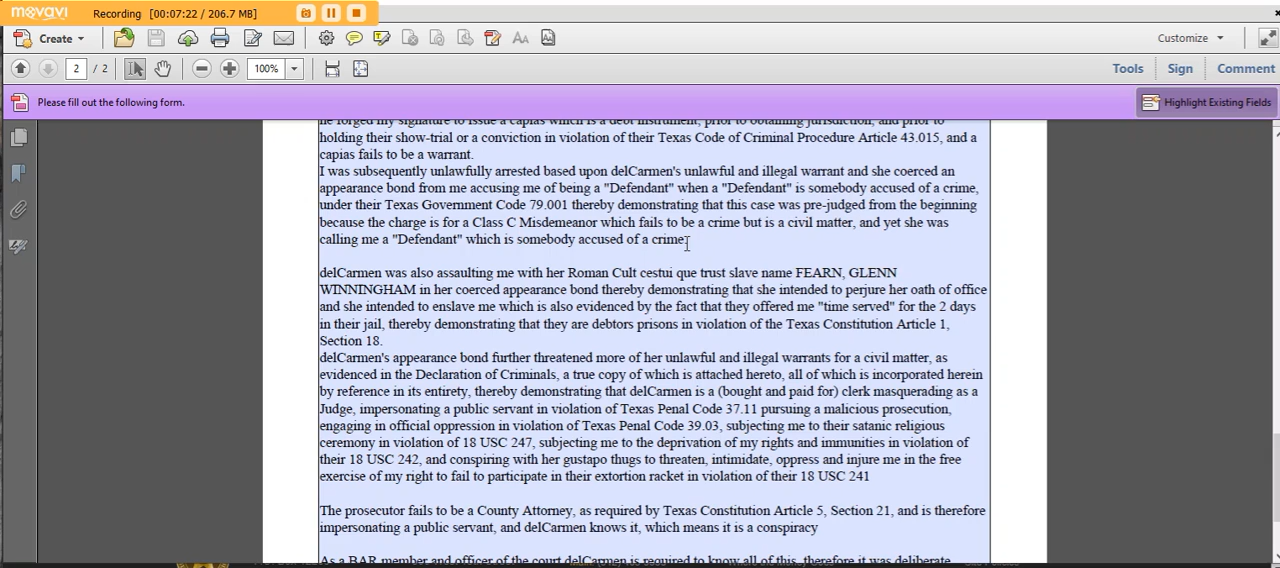 movavi Recording [00:07:22 / 206.7 MB]
Create Customize
2 / 2 100% Tools Sign Comment
Please fill out the following form. Highlight Existing Fields
he forged my signature to issue a capias which is a debt instrument, prior to obtaining jurisdiction, and prior to
holding their show-trial or a conviction in violation of their Texas Code of Criminal Procedure Article 43.015, and a
capias fails to be a warrant.
I was subsequently unlawfully arrested based upon delCarmen's unlawful and illegal warrant and she coerced an
appearance bond from me accusing me of being a "Defendant" when a "Defendant" is somebody accused of a crime,
under their Texas Government Code 79.001 thereby demonstrating that this case was pre-judged from the beginning
because the charge is for a Class C Misdemeanor which fails to be a crime but is a civil matter, and yet she was
calling me a "Defendant" which is somebody accused of a crime.
delCarmen was also assaulting me with her Roman Cult cestui que trust slave name FEARN, GLENN
WINNINGHAM in her coerced appearance bond thereby demonstrating that she intended to perjure her oath of office
and she intended to enslave me which is also evidenced by the fact that they offered me "time served" for the 2 days
in their jail, thereby demonstrating that they are debtors prisons in violation of the Texas Constitution Article 1,
Section 18.
delCarmen's appearance bond further threatened more of her unlawful and illegal warrants for a civil matter, as
evidenced in the Declaration of Criminals, a true copy of which is attached hereto, all of which is incorporated herein
by reference in its entirety, thereby demonstrating that delCarmen is a (bought and paid for) clerk masquerading as a
Judge, impersonating a public servant in violation of Texas Penal Code 37.11 pursuing a malicious prosecution,
engaging in official oppression in violation of Texas Penal Code 39.03, subjecting me to their satanic religious
ceremony in violation of 18 USC 247, subjecting me to the deprivation of my rights and immunities in violation of
their 18 USC 242, and conspiring with her gustapo thugs to threaten, intimidate, oppress and injure me in the free
exercise of my right to fail to participate in their extortion racket in violation of their 18 USC 241
The prosecutor fails to be a County Attorney, as required by Texas Constitution Article 5, Section 21, and is therefore
impersonating a public servant, and delCarmen knows it, which means it is a conspiracy
As a BAR member and officer of the court delCarmen is required to know all of this, therefore it was deliberate